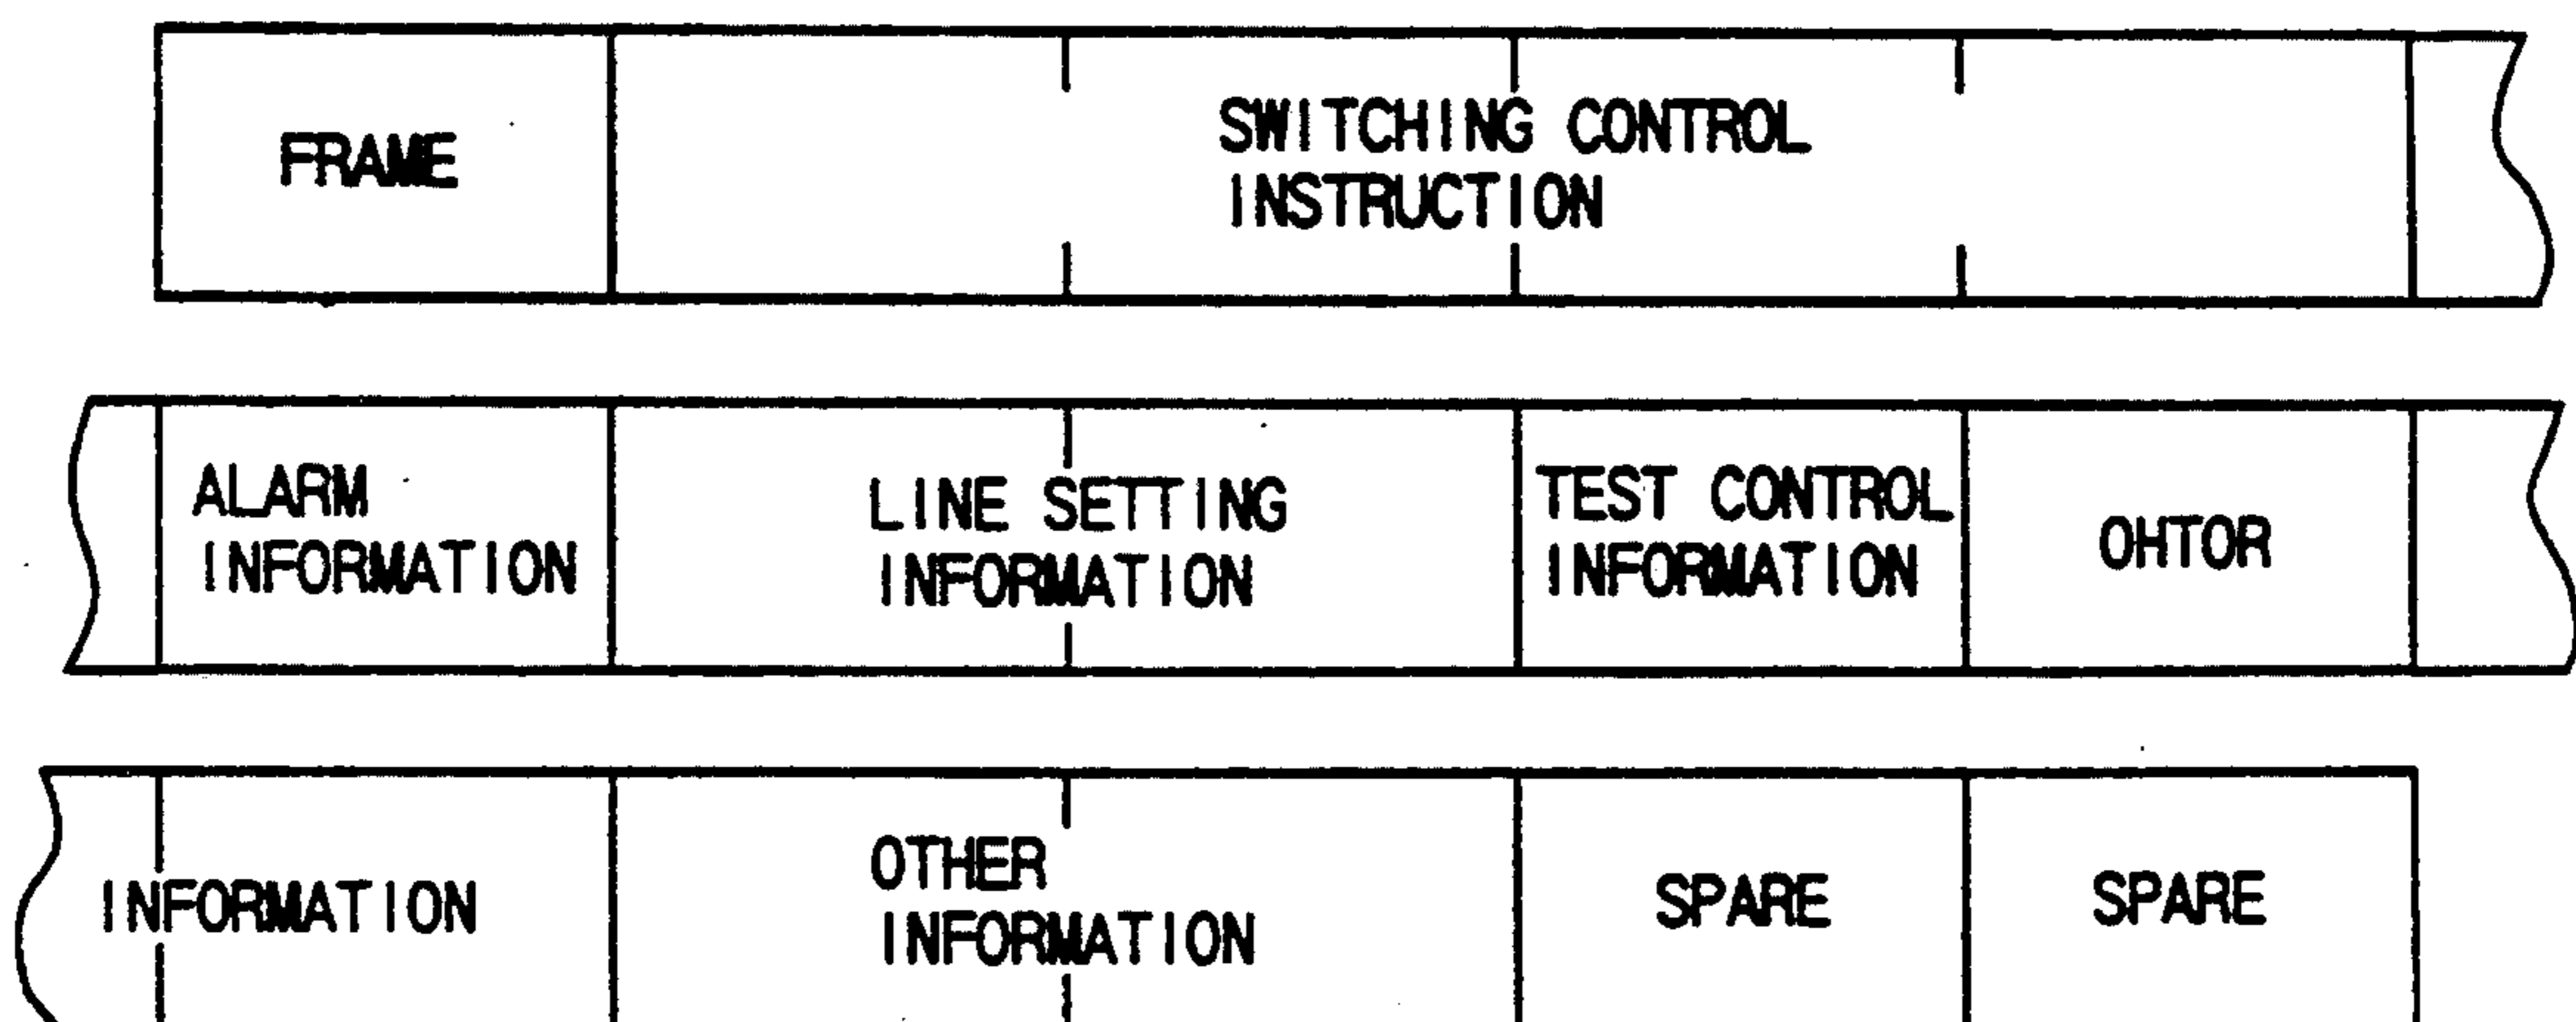 FRAME
SWITCHING CONTROL
INSTRUCTION
ALARM
INFORMATION
LINE SETTING
INFORMATION
TEST CONTROL
INFORMATION
OHTOR
INFORMATION
OTHER
INFORMATION
SPARE
SPARE